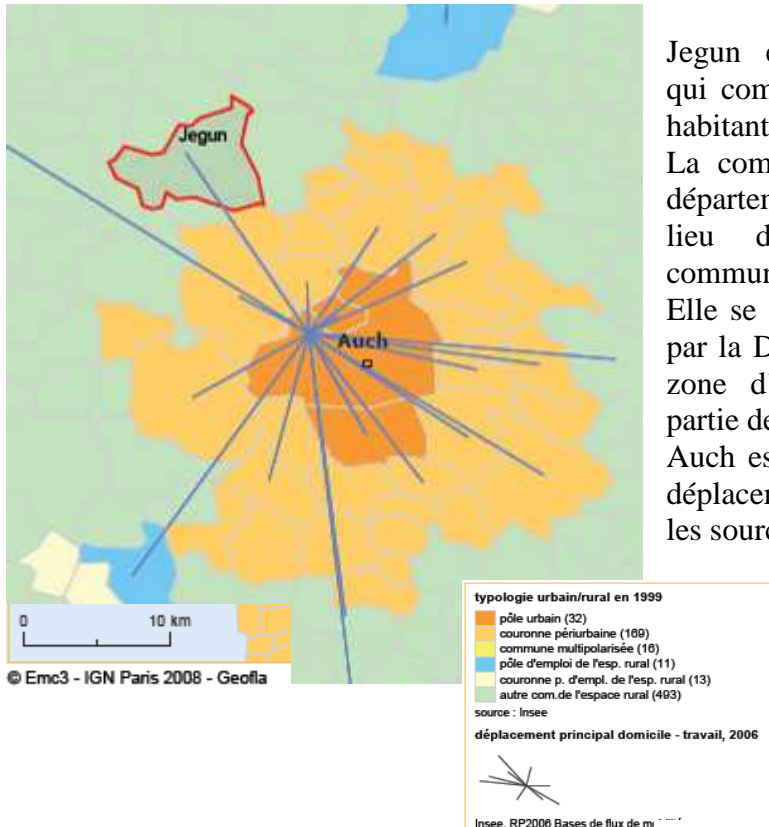 Jegun
Auch
0 10 km
© Emc3 - IGN Paris 2008 - Geofla
Jegun
qui com
habitant
La com
départer
lieu d
commun
Elle se
par la D
zone d'
partie de
Auch es
déplacem
les sourc
typologie urbain/rural en 1999
pôle urbain (32)
couronne périurbaine (169)
commune multipolarisée (16)
pôle d'emploi de l'esp. rural (11)
couronne p. d'empl. de l'esp. rural (13)
autre com.de l'espace rural (493)
source : Insee
déplacement principal domicile - travail, 2006
Insee, RP2006 Bases de flux de